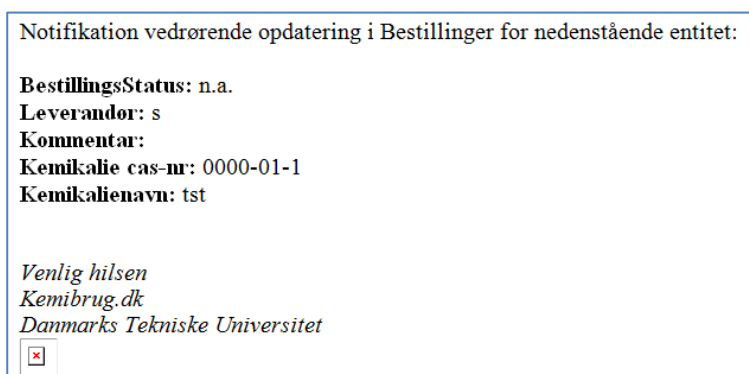 Notifikation vedrørende opdatering i Bestillinger for nedenstående entitet:
BestillingsStatus: n.a.
Leverandør: s
Kommentar:
Kemikalie cas-nr: 0000-01-1
Kemikalienavn: tst
Venlig hilsen
Kemibrug.dk
Danmarks Tekniske Universitet